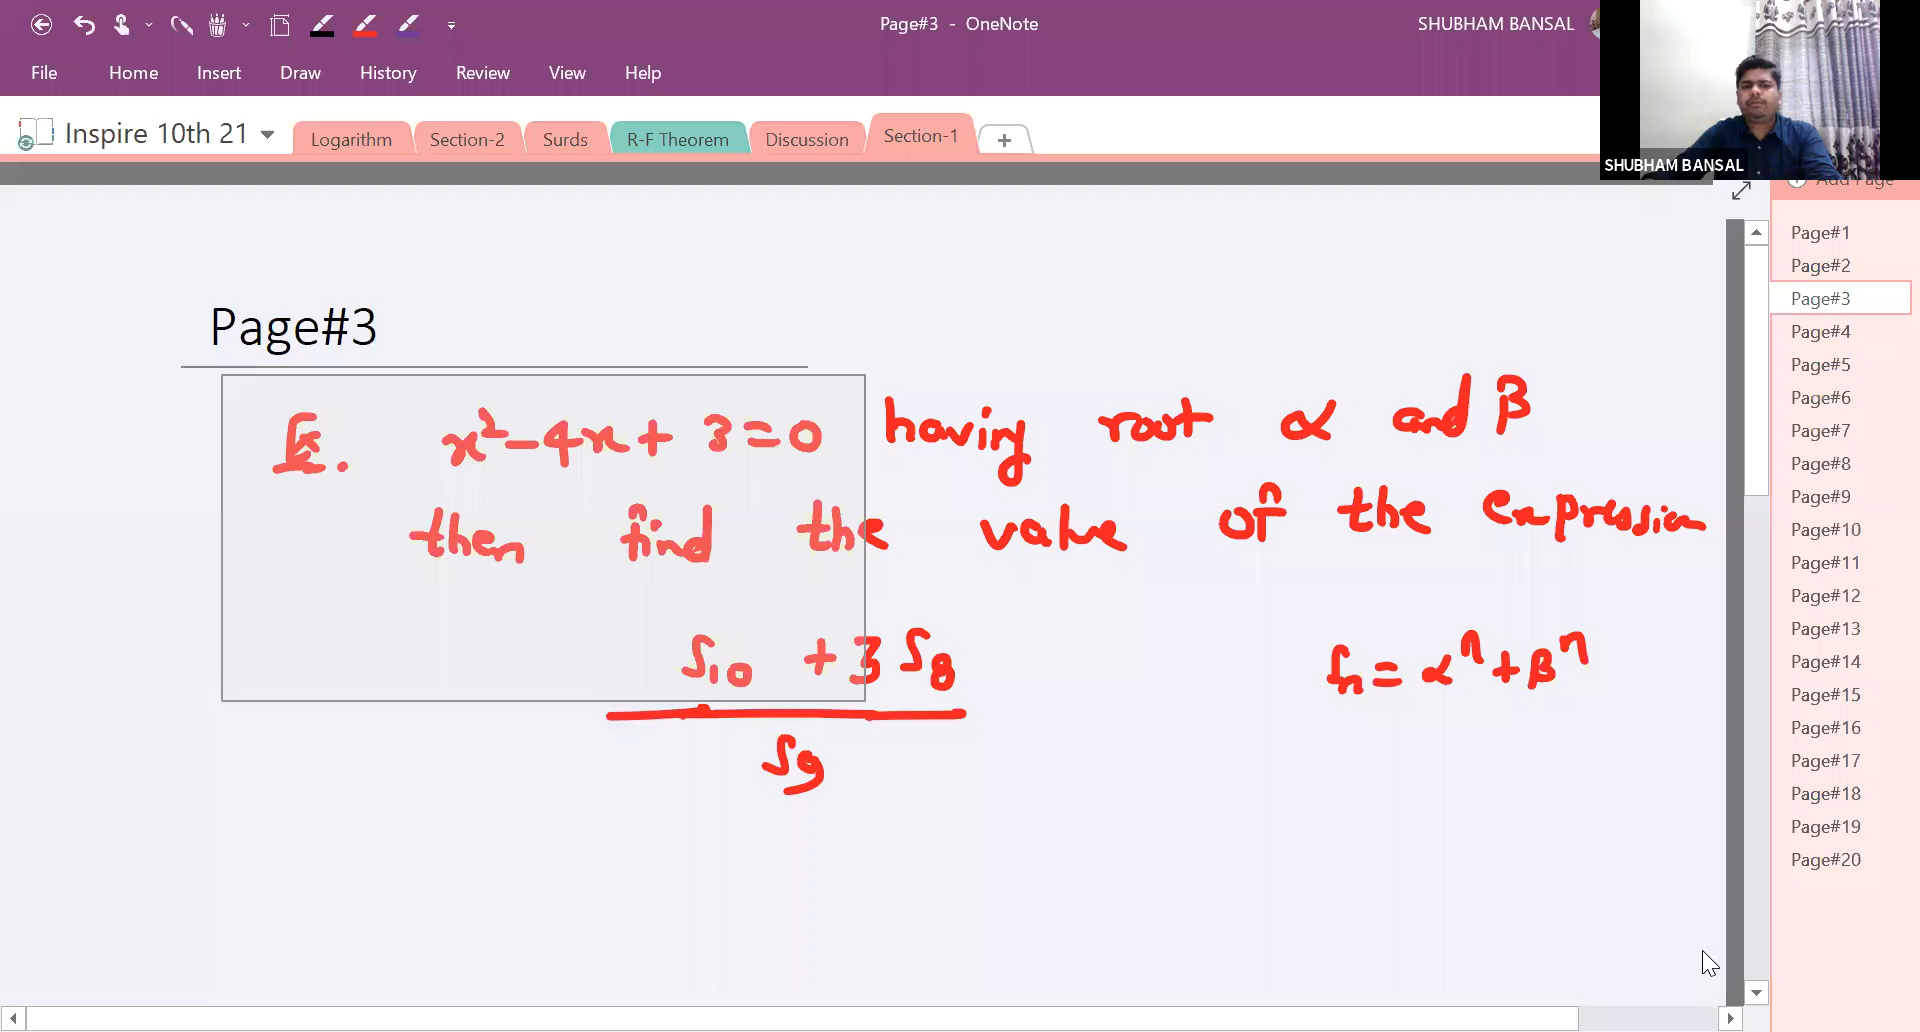 Page#3 - OneNote
SHUBHAM BANSAL
File Home Insert Draw History Review View Help
Inspire 10th 21
Logarithm Section-2 Surds R-F Theorem Discussion Section-1 +
SHUBHAM BANSAL
Add Page
Page#3
Ex. x² - 4x + 3 = 0 having root α and β
then find the value of the expression
S₁₀ + 3 S₈
S₉
Sₙ = αⁿ + βⁿ
Page#1
Page#2
Page#3
Page#4
Page#5
Page#6
Page#7
Page#8
Page#9
Page#10
Page#11
Page#12
Page#13
Page#14
Page#15
Page#16
Page#17
Page#18
Page#19
Page#20